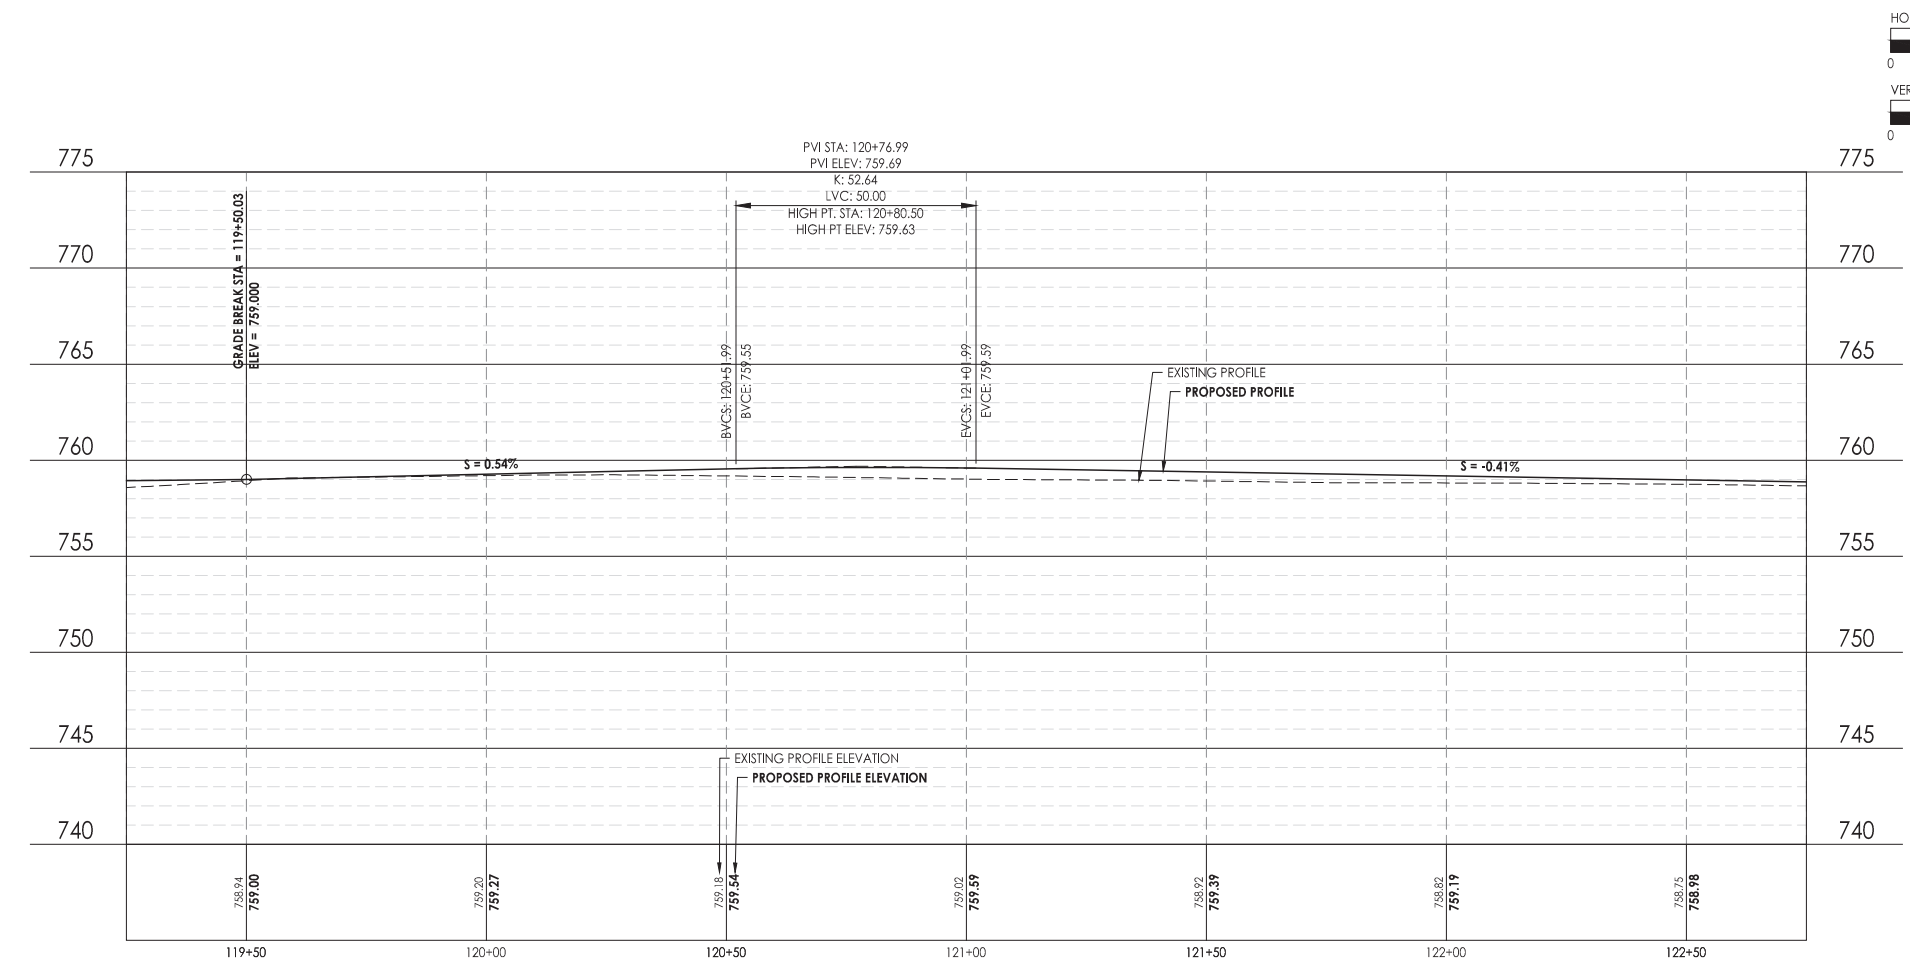 HO
0
VER
0
PVI STA: 120+76.99
PVI ELEV: 759.69
K: 52.64
LVC: 50.00
HIGH PT. STA: 120+80.50
HIGH PT ELEV: 759.63
775
775
770
770
765
765
760
760
755
755
750
750
745
745
740
740
GRADE BREAK STA = 119+50.03
ELEV = 759.000
BVCS: 120+51.99
BVCE: 759.55
EVCS: 121+01.99
EVCE: 759.59
EXISTING PROFILE
PROPOSED PROFILE
S = 0.54%
S = -0.41%
EXISTING PROFILE ELEVATION
PROPOSED PROFILE ELEVATION
758.94
759.00
759.20
759.27
759.18
759.54
759.02
759.59
758.92
759.39
758.82
759.19
758.75
758.98
119+50
120+00
120+50
121+00
121+50
122+00
122+50